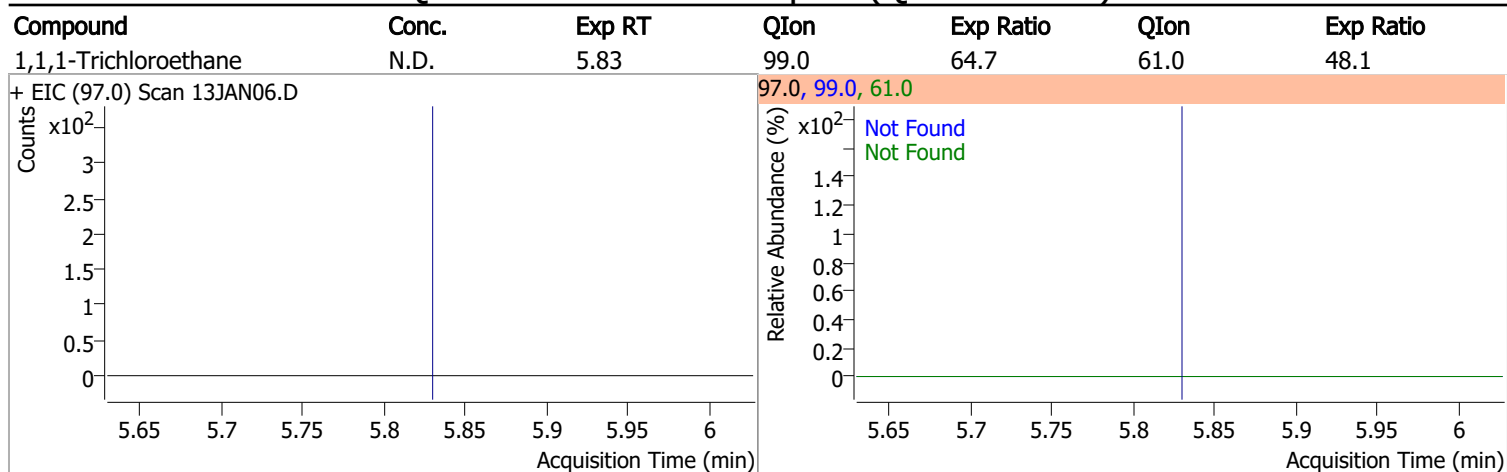 Compound Conc. Exp RT QIon Exp Ratio QIon Exp Ratio
1,1,1-Trichloroethane N.D. 5.83 99.0 64.7 61.0 48.1
+ EIC (97.0) Scan 13JAN06.D
Counts
x10²
3
2.5
2
1.5
1
0.5
0
5.65 5.7 5.75 5.8 5.85 5.9 5.95 6
Acquisition Time (min)
97.0, 99.0, 61.0
Relative Abundance (%)
x10²
Not Found
Not Found
1.4
1.2
1
0.8
0.6
0.4
0.2
0
5.65 5.7 5.75 5.8 5.85 5.9 5.95 6
Acquisition Time (min)